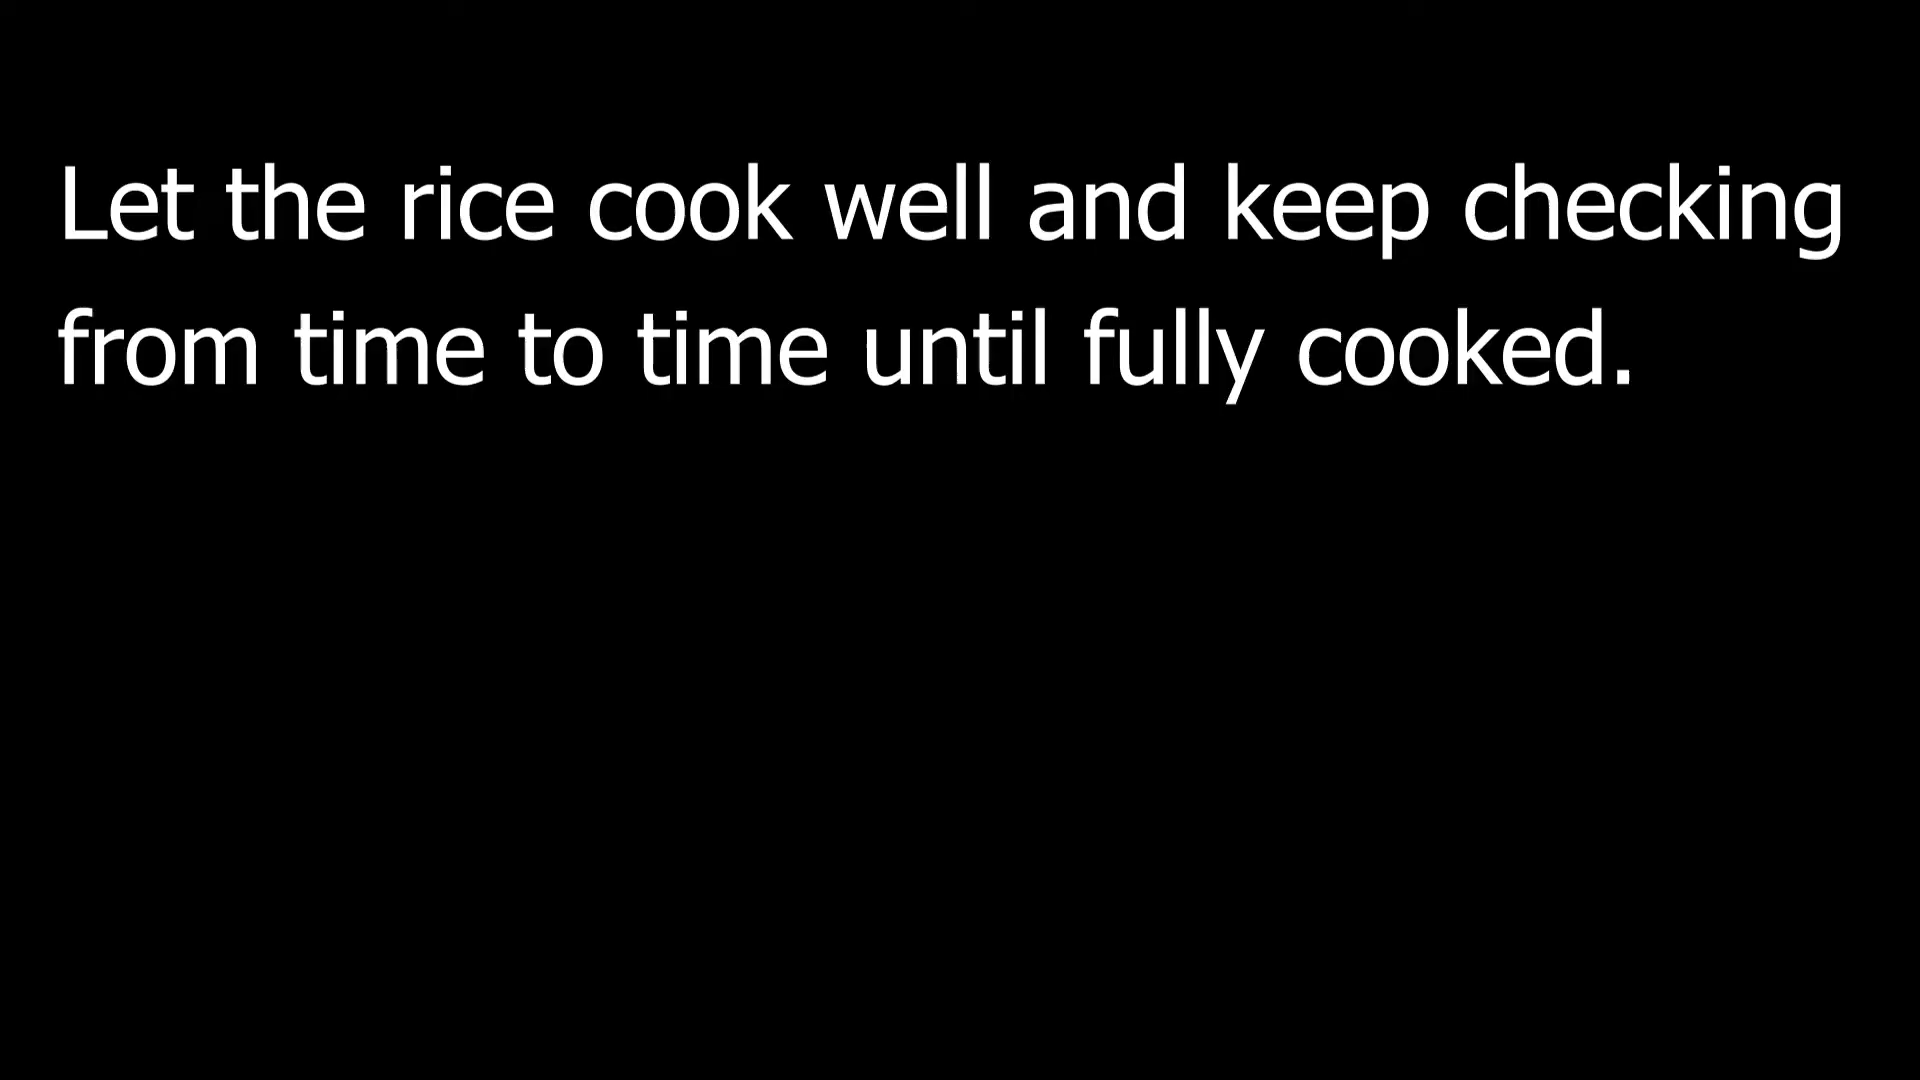 Let the rice cook well and keep checking
from time to time until fully cooked.